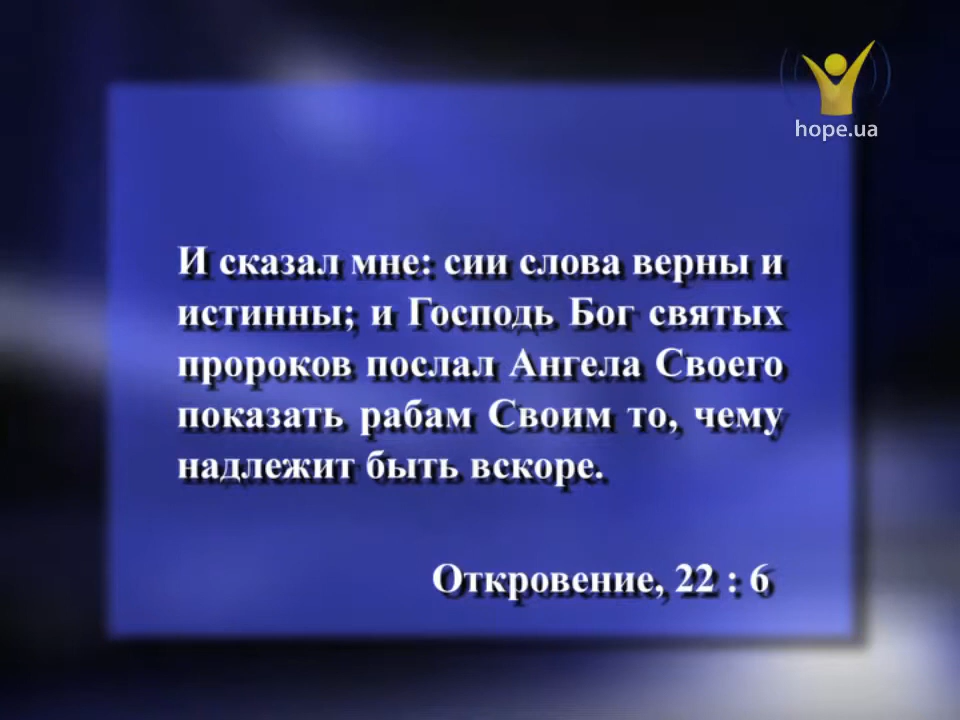 hope.ua
И сказал мне: сии слова верны и
истинны; и Господь Бог святых
пророков послал Ангела Своего
показать рабам Своим то, чему
надлежит быть вскоре.
Откровение, 22 : 6